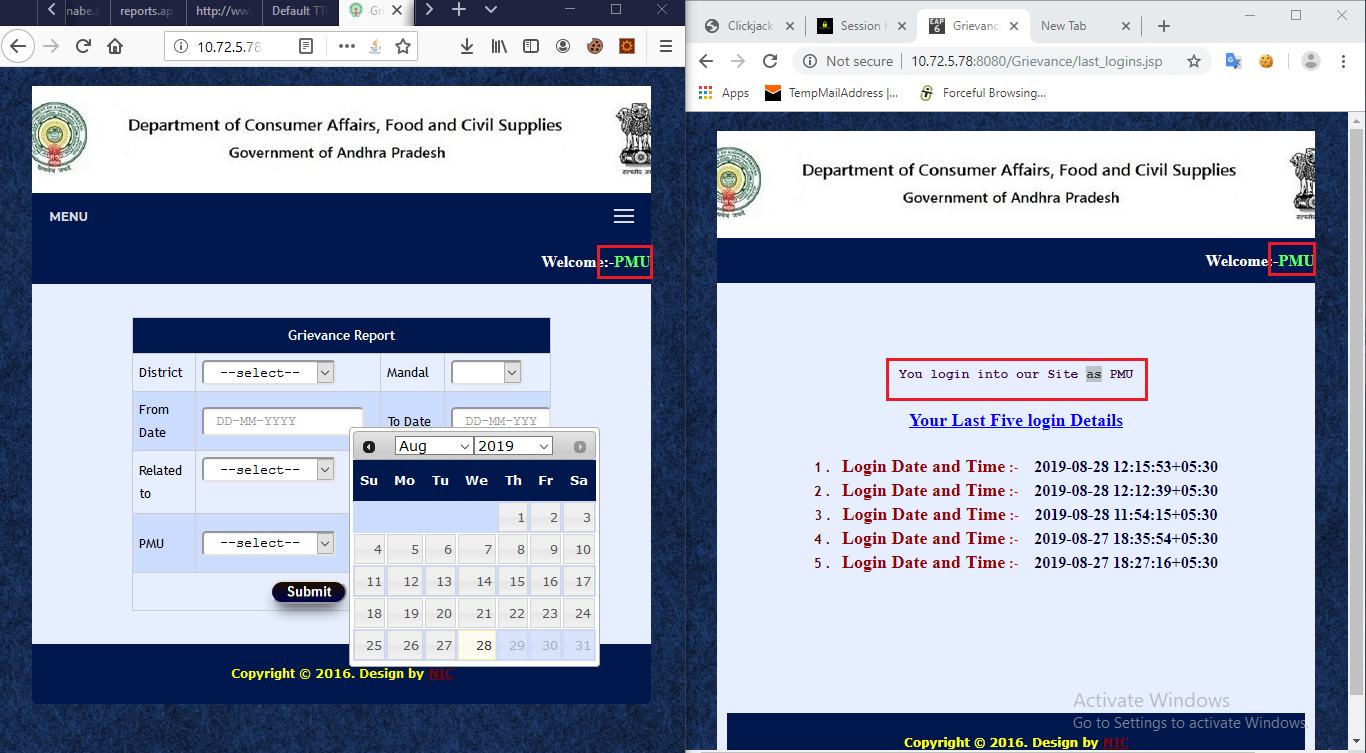 nabe.a
reports.ap.
http://ww
Default TT
Gri
10.72.5.78
Department of Consumer Affairs, Food and Civil Supplies
Government of Andhra Pradesh
MENU
Welcome:-PMU
Grievance Report
District --select-- Mandal
From Date DD-MM-YYYY To Date DD-MM-YYY
Related to --select--
PMU --select--
Submit
Aug 2019
Su Mo Tu We Th Fr Sa
1 2 3
4 5 6 7 8 9 10
11 12 13 14 15 16 17
18 19 20 21 22 23 24
25 26 27 28 29 30 31
Copyright © 2016. Design by NIC
Clickjack
Session H
EAP 6
Grievanc
New Tab
Not secure | 10.72.5.78:8080/Grievance/last_logins.jsp
Apps TempMailAddress |... Forceful Browsing...
Department of Consumer Affairs, Food and Civil Supplies
Government of Andhra Pradesh
Welcome:-PMU
You login into our Site as PMU
Your Last Five login Details
1. Login Date and Time :- 2019-08-28 12:15:53+05:30
2. Login Date and Time :- 2019-08-28 12:12:39+05:30
3. Login Date and Time :- 2019-08-28 11:54:15+05:30
4. Login Date and Time :- 2019-08-27 18:35:54+05:30
5. Login Date and Time :- 2019-08-27 18:27:16+05:30
Activate Windows
Go to Settings to activate Windows.
Copyright © 2016. Design by NIC